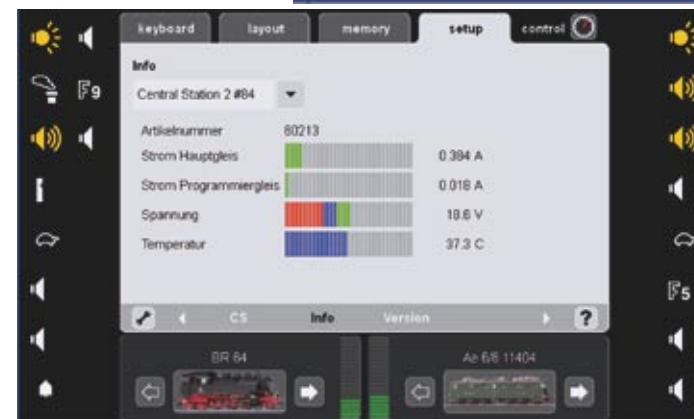 keyboard layout memory setup control
Info
F9
Central Station 2 #84
Artikelnummer 60213
Strom Hauptgleis 0.384 A
Strom Programmiergleis 0.018 A
Spannung 18.6 V
Temperatur 37.3 C
F5
CS Info Version ?
BR 64 Ae 6/6 11404